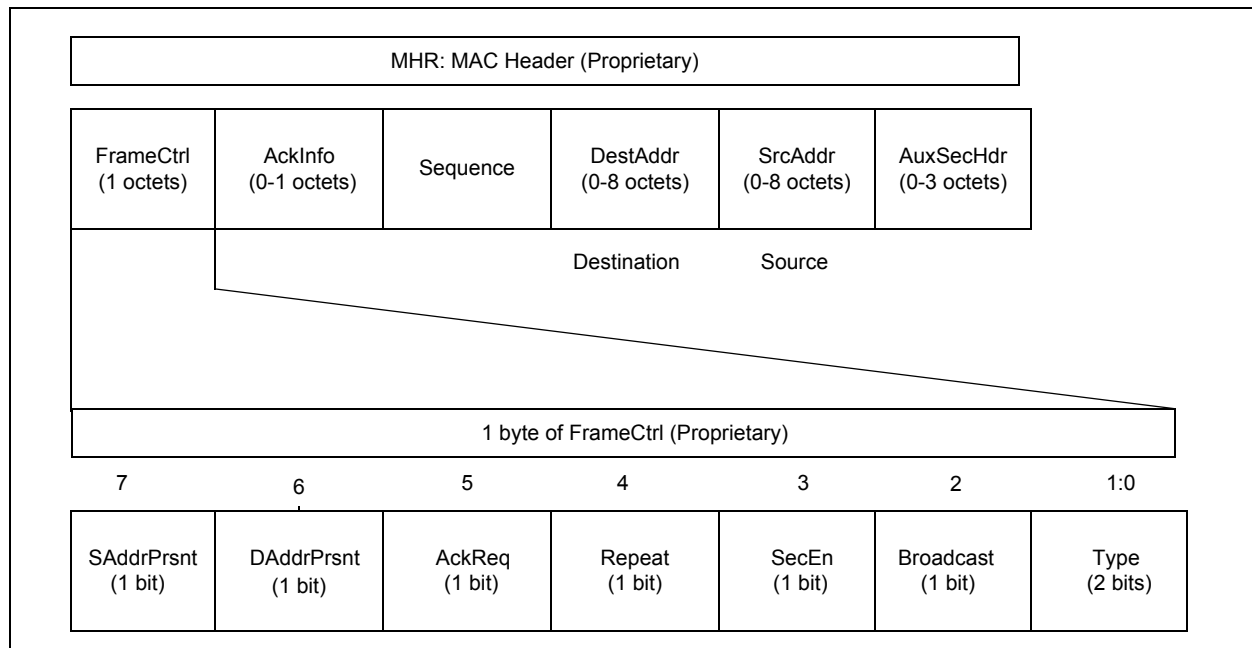 MHR: MAC Header (Proprietary)
FrameCtrl
(1 octets)
AckInfo
(0-1 octets)
Sequence
DestAddr
(0-8 octets)
SrcAddr
(0-8 octets)
AuxSecHdr
(0-3 octets)
Destination
Source
1 byte of FrameCtrl (Proprietary)
7
6
5
4
3
2
1:0
SAddrPrsnt
(1 bit)
DAddrPrsnt
(1 bit)
AckReq
(1 bit)
Repeat
(1 bit)
SecEn
(1 bit)
Broadcast
(1 bit)
Type
(2 bits)